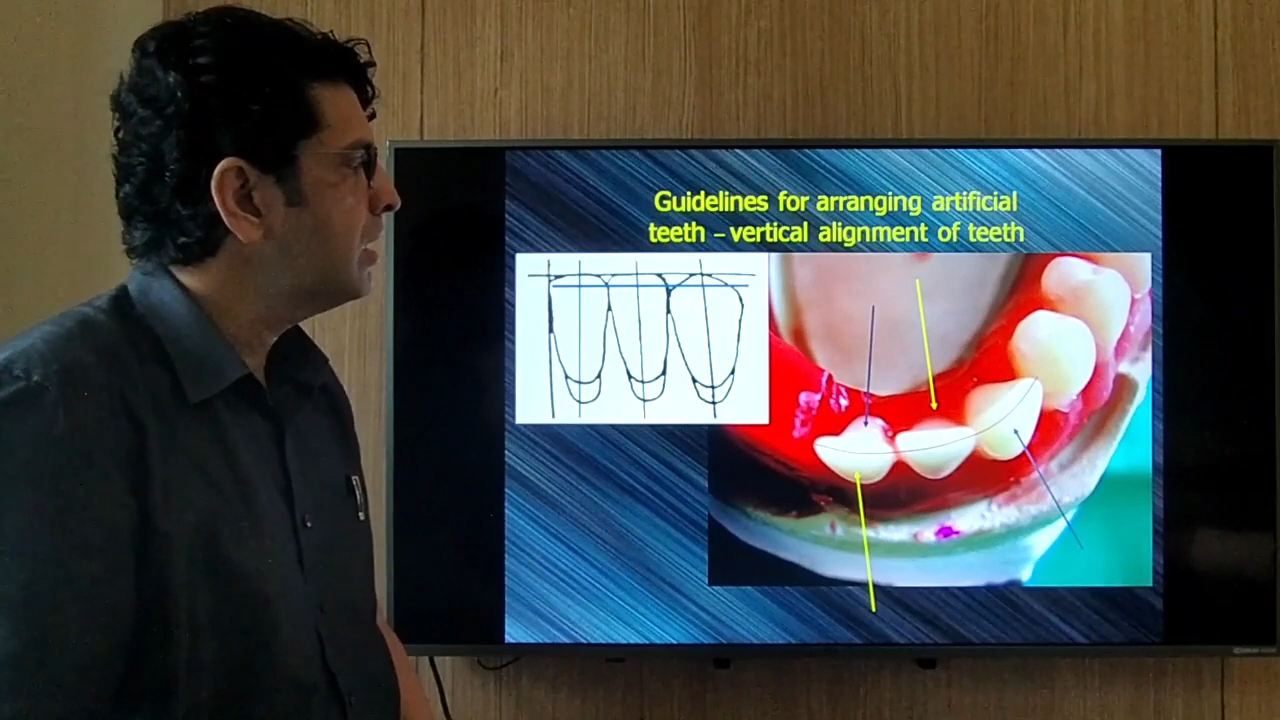 Guidelines for arranging artificial
teeth – vertical alignment of teeth